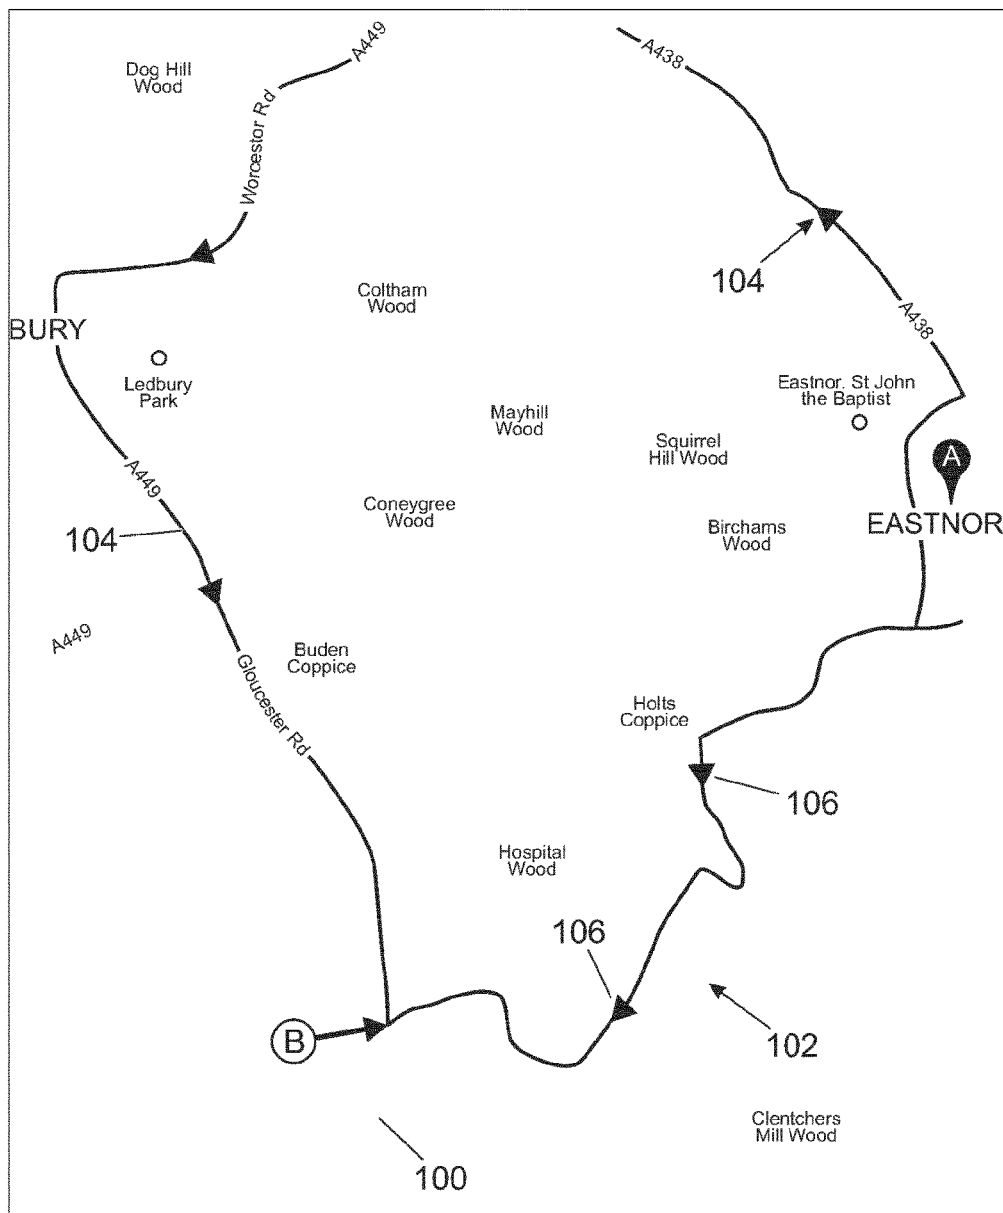 A449
A438
Dog Hill
Wood
Worcestor Rd
104
Coltham
Wood
A438
BURY
Ledbury
Park
Eastnor. St John
the Baptist
Mayhill
Wood
Squirrel
Hill Wood
A
A449
Coneygree
Wood
EASTNOR
Birchams
Wood
104
A449
Buden
Coppice
Gloucester Rd
Holts
Coppice
106
Hospital
Wood
106
B
102
Clentchers
Mill Wood
100